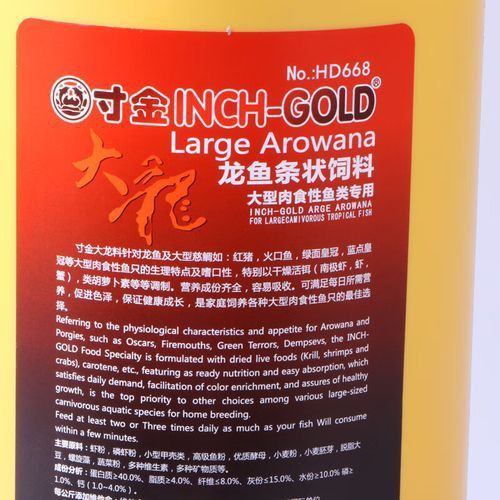 No.:HD668
寸金 INCH-GOLD®
Large Arowana
大龍
龙鱼条状饲料
大型肉食性鱼类专用
INCH-GOLD ARGE AROWANA
FOR LARGECAMIVOROUS TROPICAL FISH
寸金大龙料针对龙鱼及大型慈鲷如：红猪，火口鱼，绿面皇冠，蓝点皇
冠等大型肉食性鱼只的生理特点及嗜口性，特别以干燥活饵（南极虾，虾，
蟹），类胡萝卜素等等调制。营养成份齐全，容易吸收。可满足每日所需营
养，促进色泽，保证健康成长，是家庭饲养各种大型肉食性鱼只的最佳选
择。
Referring to the physiological characteristics and appetite for Arowana and
Porgies, such as Oscars, Firemouths, Green Terrors, Dempsevs, the INCH-
GOLD Food Specialty is formulated with dried live foods (Krill, shrimps and
crabs), carotene, etc., featuring as ready nutrition and easy absorption, which
satisfies daily demand, facilitation of color enrichment, and assures of healthy
growth, is the top priority to other choices among various large-sized
carnivorous aquatic species for home breeding.
Feed at least two or Three times daily as much as your fish Will consume
within a few minutes.
主要原料：虾粉，磷虾粉，小型甲壳类，高级鱼粉，优质酵母，小麦粉，小麦胚芽，脱脂大
豆，螺旋藻，蔬菜粉，多种维生素，多种矿物质等。
成份分析：蛋白质≥40.0%，脂质≥4.0%，纤维≤8.0%，灰份≤15.0%，水份≤10.0% 磷≥
1.0%，钙（1.0~4.0%）。